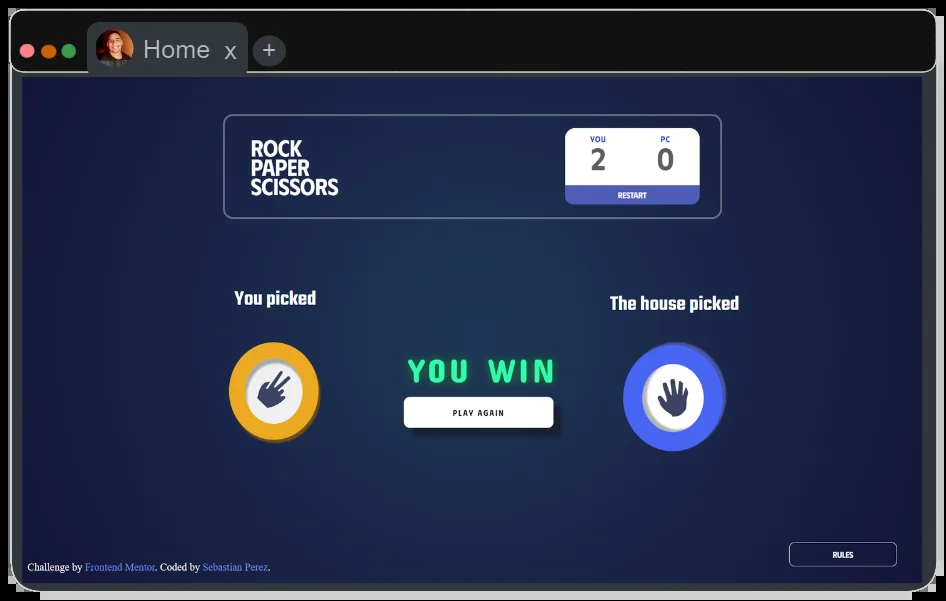 Home x +
ROCK
PAPER
SCISSORS
YOU PC
2 0
RESTART
You picked
The house picked
YOU WIN
PLAY AGAIN
RULES
Challenge by Frontend Mentor. Coded by Sebastian Perez.